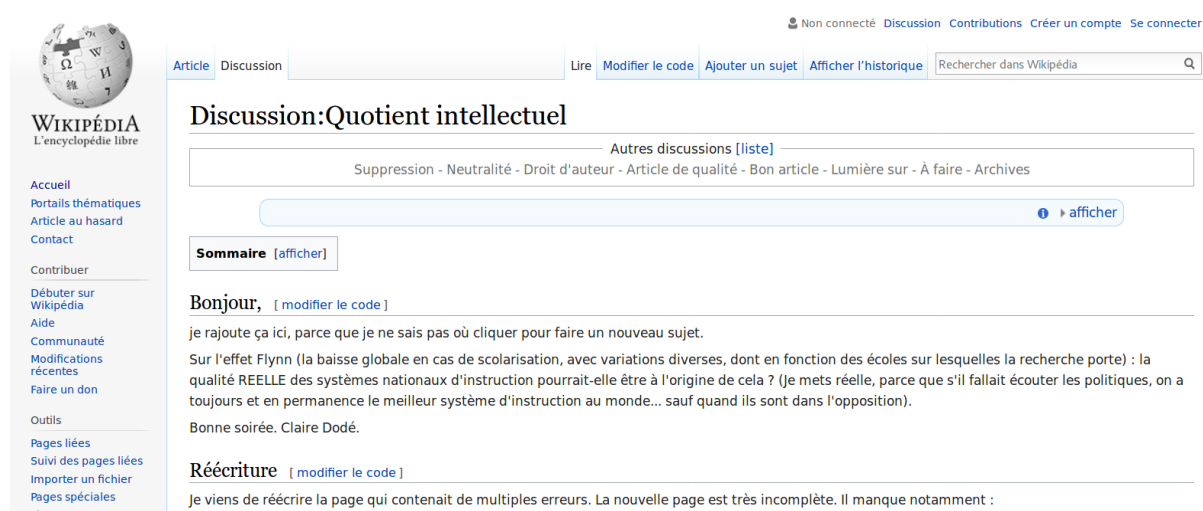 Non connecté Discussion Contributions Créer un compte Se connecter
Article Discussion Lire Modifier le code Ajouter un sujet Afficher l'historique Rechercher dans Wikipédia
WIKIPÉDIA
L'encyclopédie libre
Accueil
Portails thématiques
Article au hasard
Contact
Contribuer
Débuter sur
Wikipédia
Aide
Communauté
Modifications
récentes
Faire un don
Outils
Pages liées
Suivi des pages liées
Importer un fichier
Pages spéciales
Discussion:Quotient intellectuel
Autres discussions [liste]
Suppression - Neutralité - Droit d'auteur - Article de qualité - Bon article - Lumière sur - À faire - Archives
afficher
Sommaire [afficher]
Bonjour, [ modifier le code ]
je rajoute ça ici, parce que je ne sais pas où cliquer pour faire un nouveau sujet.
Sur l'effet Flynn (la baisse globale en cas de scolarisation, avec variations diverses, dont en fonction des écoles sur lesquelles la recherche porte) : la
qualité REELLE des systèmes nationaux d'instruction pourrait-elle être à l'origine de cela ? (Je mets réelle, parce que s'il fallait écouter les politiques, on a
toujours et en permanence le meilleur système d'instruction au monde... sauf quand ils sont dans l'opposition).
Bonne soirée. Claire Dodé.
Réécriture [ modifier le code ]
Je viens de réécrire la page qui contenait de multiples erreurs. La nouvelle page est très incomplète. Il manque notamment :